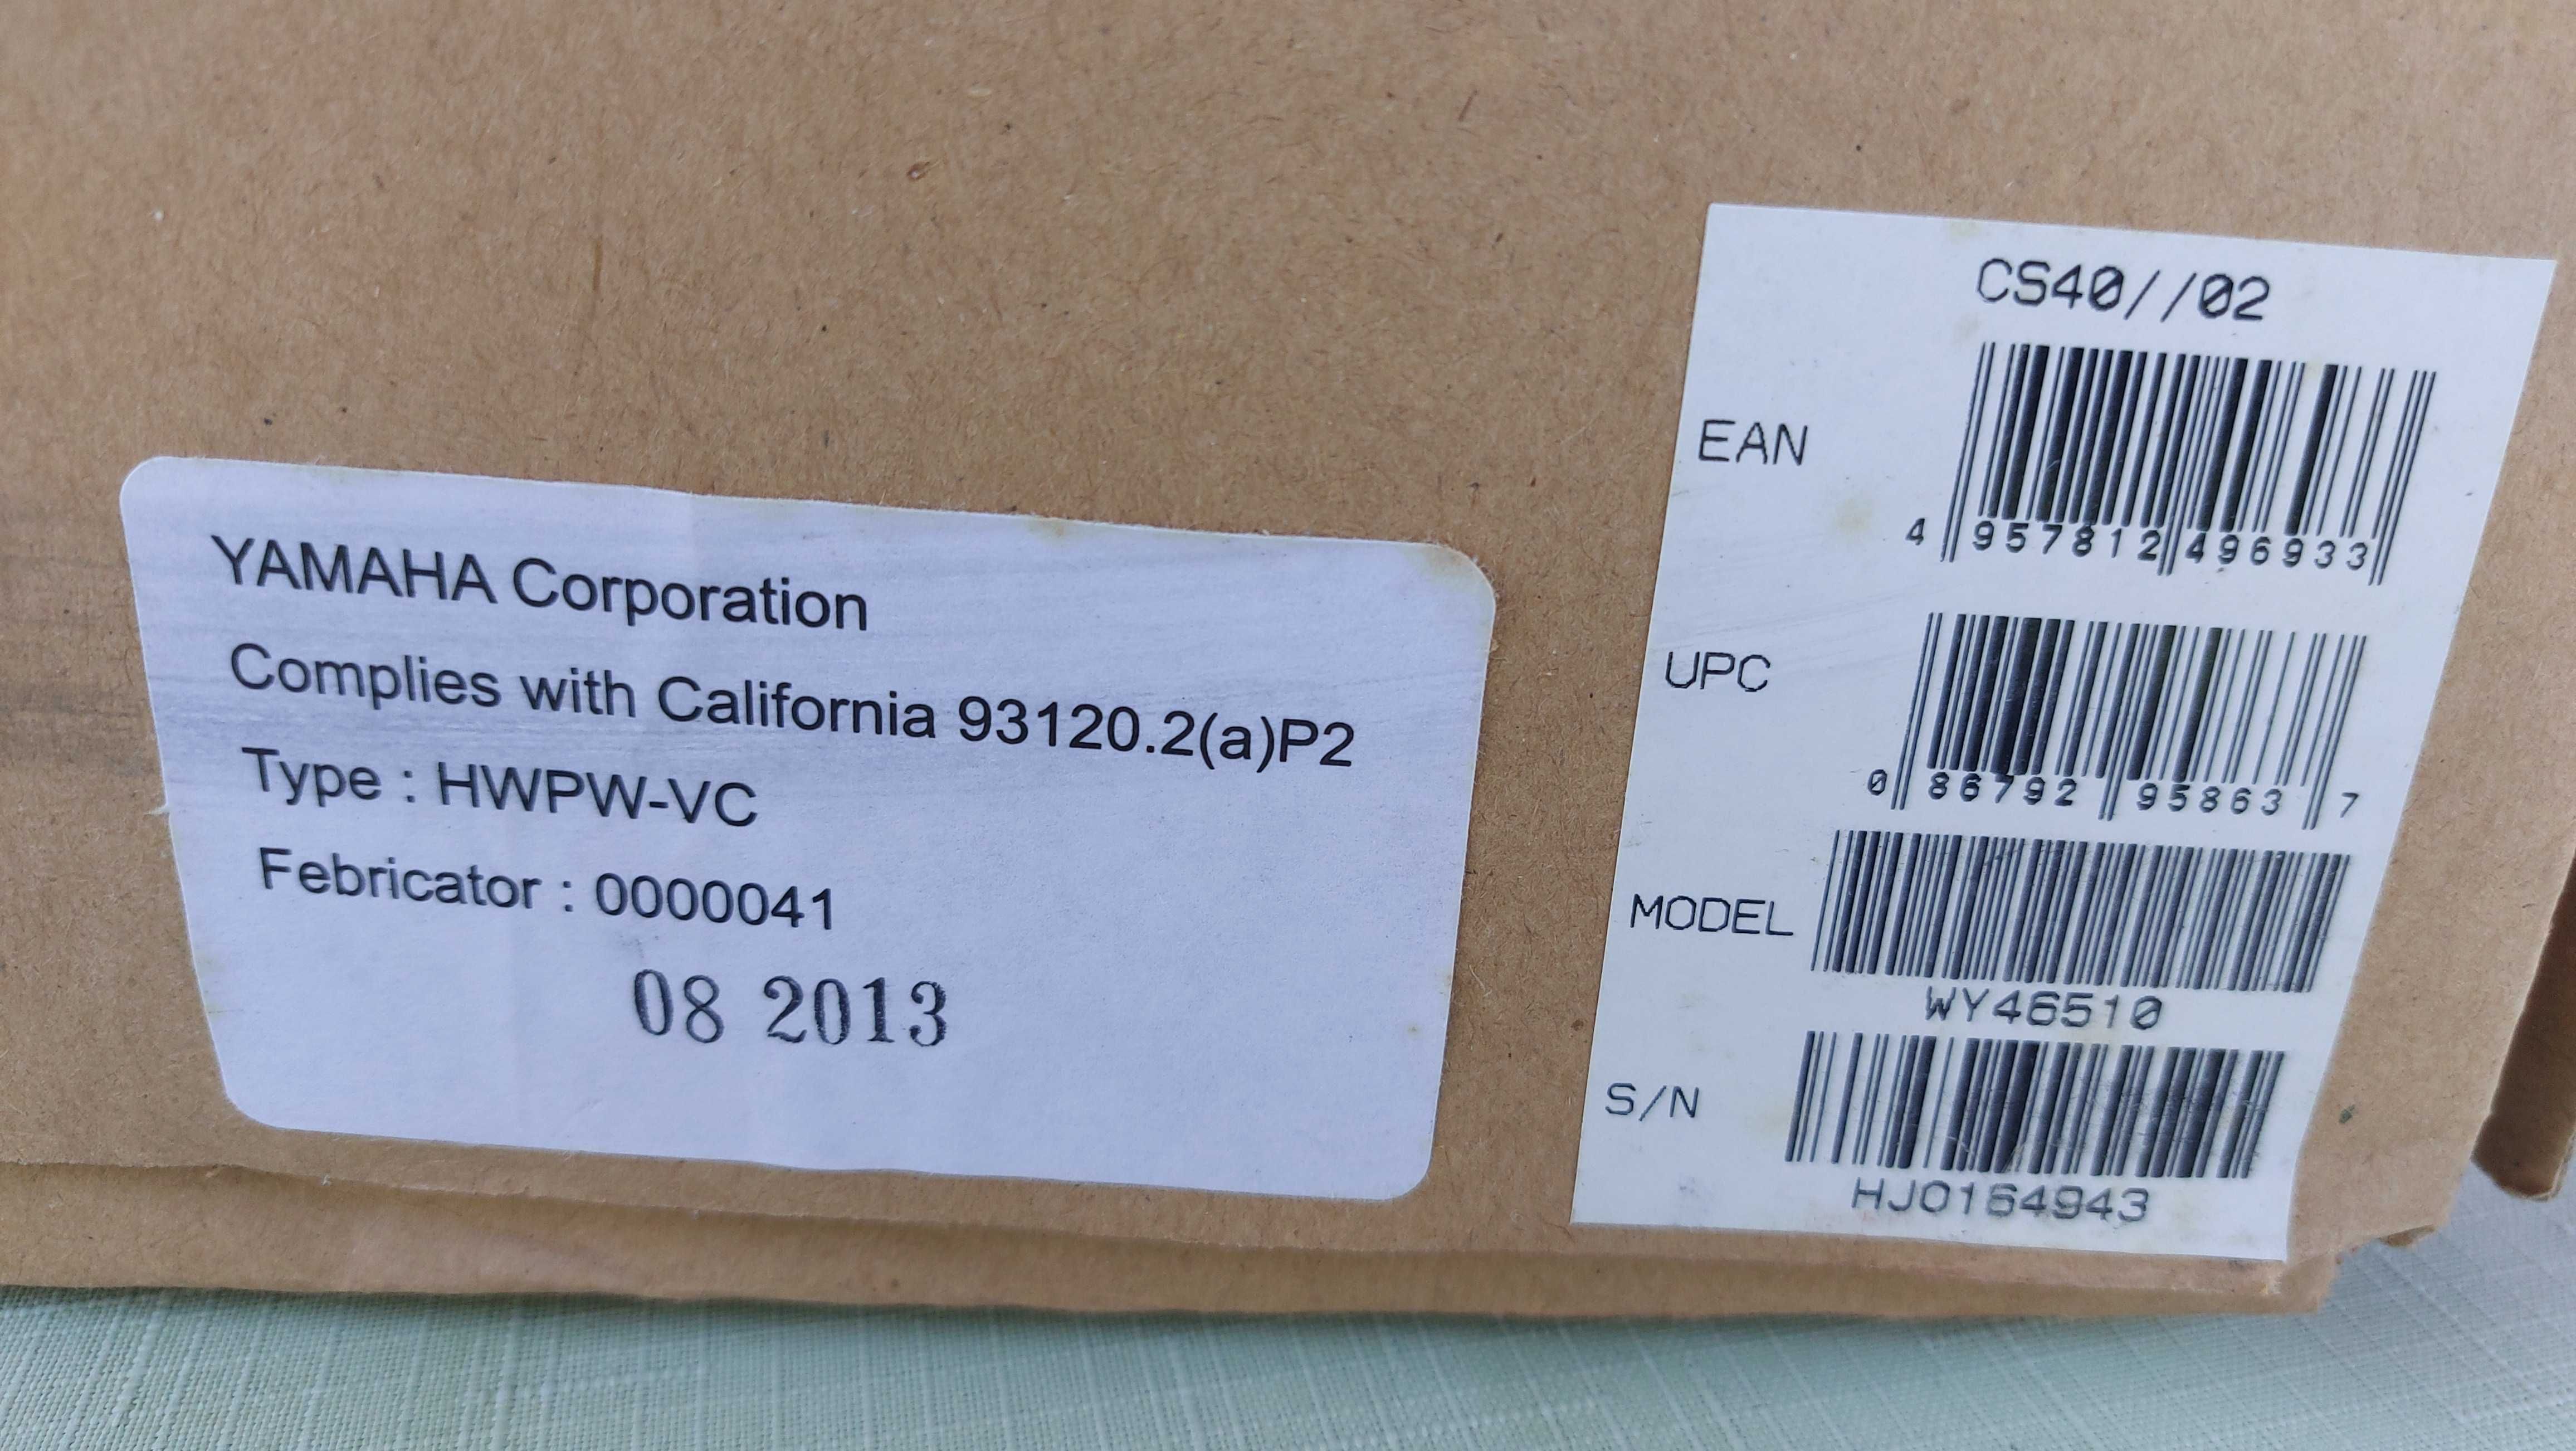 YAMAHA Corporation
Complies with California 93120.2(a)P2
Type : HWPW-VC
Febricator : 0000041
08 2013
CS40//02
EAN
4 957812 496933
UPC
0 86792 95863 7
MODEL
WY46510
S/N
HJ0164943